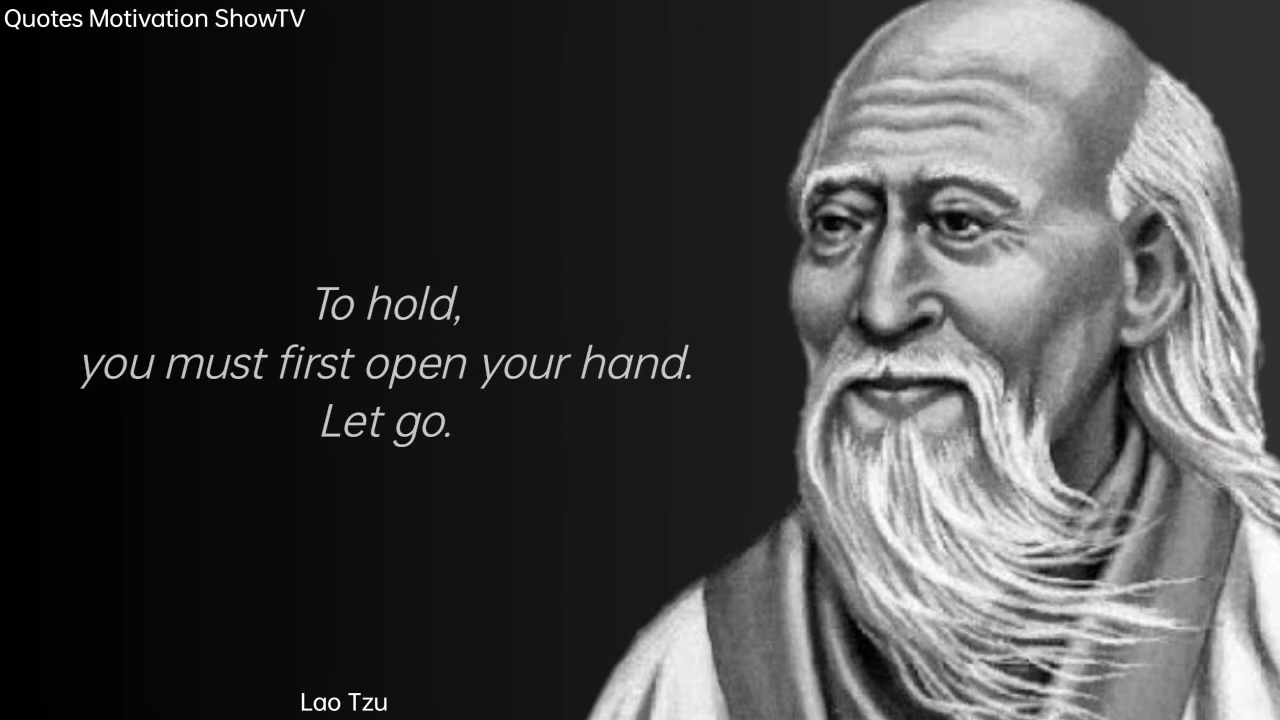 Quotes Motivation ShowTV
To hold,
you must first open your hand.
Let go.
Lao Tzu